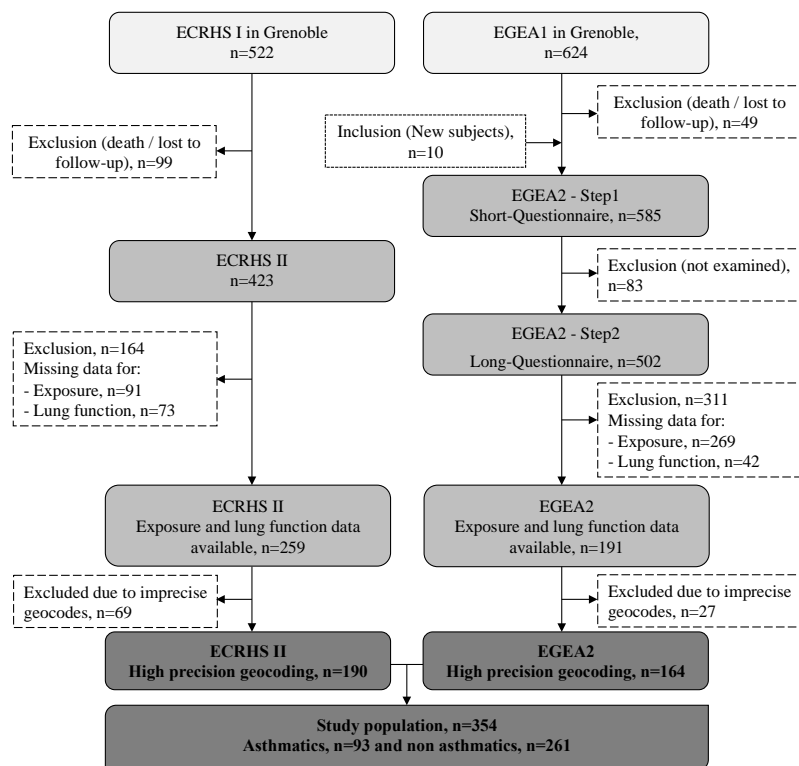 ECRHS I in Grenoble
n=522
EGEA1 in Grenoble,
n=624
Exclusion (death / lost to
follow-up), n=99
Inclusion (New subjects),
n=10
Exclusion (death / lost to
follow-up), n=49
EGEA2 - Step1
Short-Questionnaire, n=585
ECRHS II
n=423
Exclusion (not examined),
n=83
EGEA2 - Step2
Long-Questionnaire, n=502
Exclusion, n=164
Missing data for:
- Exposure, n=91
- Lung function, n=73
Exclusion, n=311
Missing data for:
- Exposure, n=269
- Lung function, n=42
ECRHS II
Exposure and lung function data
available, n=259
EGEA2
Exposure and lung function data
available, n=191
Excluded due to imprecise
geocodes, n=69
Excluded due to imprecise
geocodes, n=27
ECRHS II
High precision geocoding, n=190
EGEA2
High precision geocoding, n=164
Study population, n=354
Asthmatics, n=93 and non asthmatics, n=261